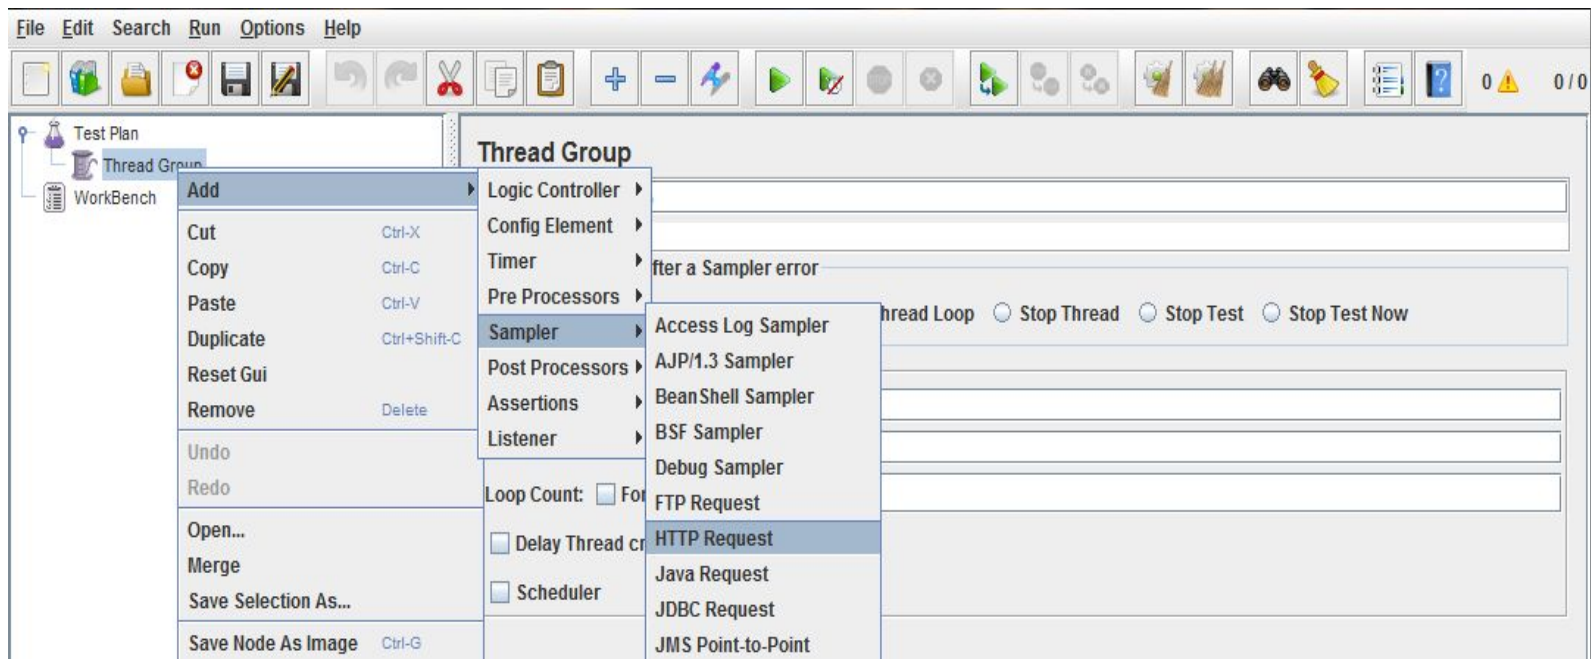 File Edit Search Run Options Help
0 0 / 0
Test Plan
Thread Group
WorkBench
Thread Group
Add
Cut Ctrl-X
Copy Ctrl-C
Paste Ctrl-V
Duplicate Ctrl+Shift-C
Reset Gui
Remove Delete
Undo
Redo
Open...
Merge
Save Selection As...
Save Node As Image Ctrl-G
Logic Controller
Config Element
Timer
Pre Processors
Sampler
Post Processors
Assertions
Listener
Access Log Sampler
AJP/1.3 Sampler
BeanShell Sampler
BSF Sampler
Debug Sampler
FTP Request
HTTP Request
Java Request
JDBC Request
JMS Point-to-Point
fter a Sampler error
hread Loop Stop Thread Stop Test Stop Test Now
Loop Count: For
Delay Thread cr
Scheduler